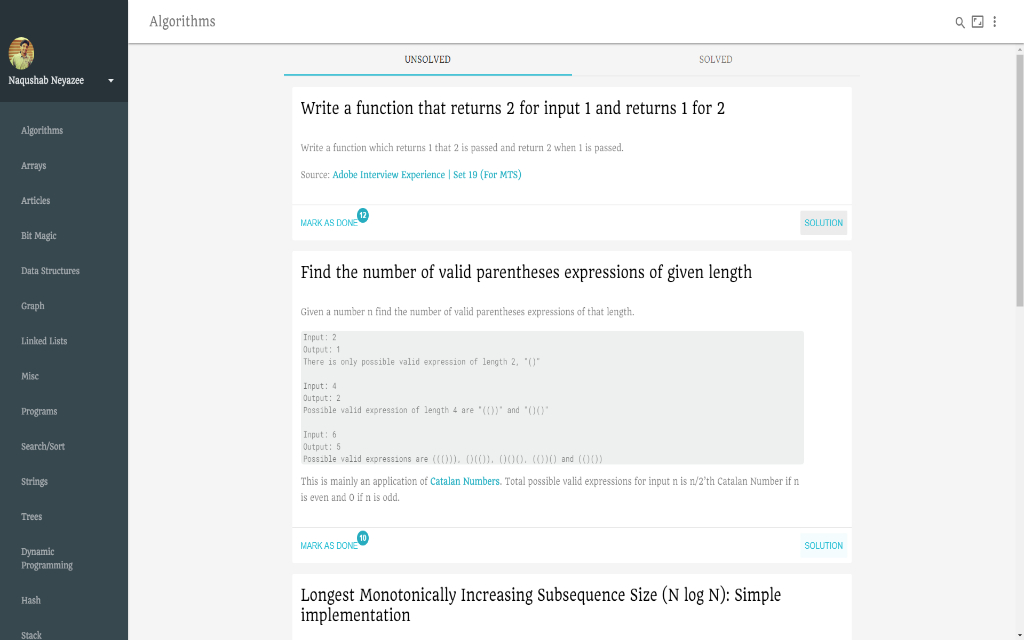 Algorithms
Naqushab Neyazee
Algorithms
Arrays
Articles
Bit Magic
Data Structures
Graph
Linked Lists
Misc
Programs
Search/Sort
Strings
Trees
Dynamic
Programming
Hash
Stack
UNSOLVED
SOLVED
Write a function that returns 2 for input 1 and returns 1 for 2
Write a function which returns 1 that 2 is passed and return 2 when 1 is passed.
Source: Adobe Interview Experience | Set 19 (For MTS)
MARK AS DONE 12
SOLUTION
Find the number of valid parentheses expressions of given length
Given a number n find the number of valid parentheses expressions of that length.
Input: 2
Output: 1
There is only possible valid expression of length 2, "()"
Input: 4
Output: 2
Possible valid expression of length 4 are "(())" and "()()"
Input: 6
Output: 5
Possible valid expressions are ((())), ()(()), ()()(), (())() and (()())
This is mainly an application of Catalan Numbers. Total possible valid expressions for input n is n/2'th Catalan Number if n
is even and 0 if n is odd.
MARK AS DONE 10
SOLUTION
Longest Monotonically Increasing Subsequence Size (N log N): Simple
implementation